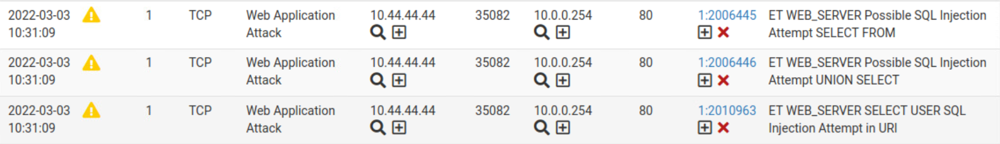 2022-03-03 1 TCP Web Application 10.44.44.44 35082 10.0.0.254 80 1:2006445 ET WEB_SERVER Possible SQL Injection
10:31:09 Attack Attempt SELECT FROM
2022-03-03 1 TCP Web Application 10.44.44.44 35082 10.0.0.254 80 1:2006446 ET WEB_SERVER Possible SQL Injection
10:31:09 Attack Attempt UNION SELECT
2022-03-03 1 TCP Web Application 10.44.44.44 35082 10.0.0.254 80 1:2010963 ET WEB_SERVER SELECT USER SQL
10:31:09 Attack Injection Attempt in URI